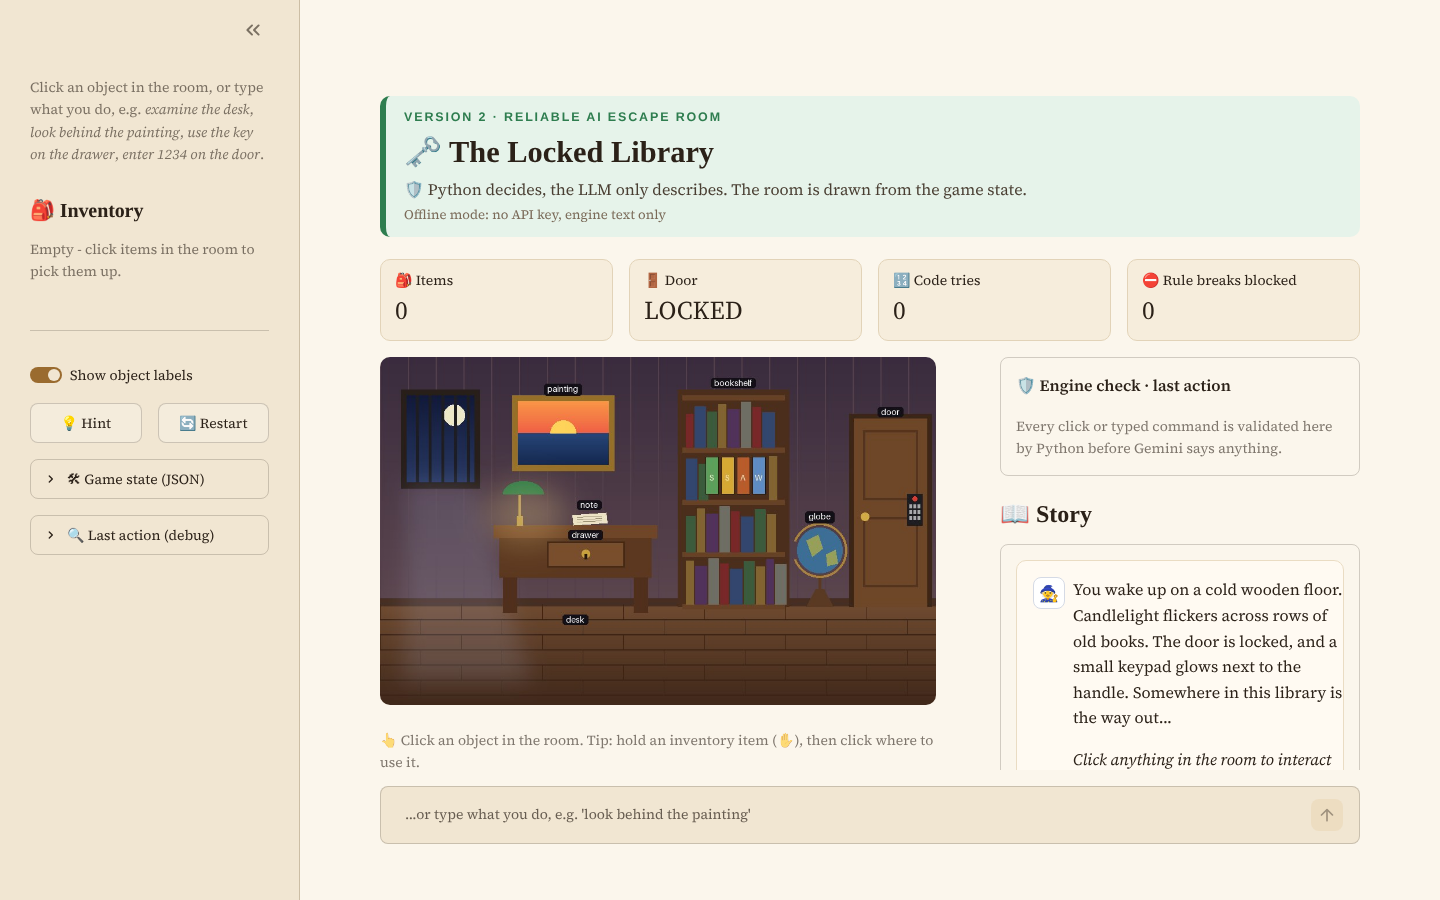 Click an object in the room, or type
what you do, e.g. examine the desk,
look behind the painting, use the key
on the drawer, enter 1234 on the door.
Inventory
Empty - click items in the room to
pick them up.
Show object labels
Hint
Restart
Game state (JSON)
Last action (debug)
VERSION 2 · RELIABLE AI ESCAPE ROOM
The Locked Library
Python decides, the LLM only describes. The room is drawn from the game state.
Offline mode: no API key, engine text only
Items
0
Door
LOCKED
Code tries
0
Rule breaks blocked
0
painting
bookshelf
door
note
drawer
globe
desk
Click an object in the room. Tip: hold an inventory item (✋), then click where to
use it.
Engine check · last action
Every click or typed command is validated here
by Python before Gemini says anything.
Story
You wake up on a cold wooden floor.
Candlelight flickers across rows of
old books. The door is locked, and a
small keypad glows next to the
handle. Somewhere in this library is
the way out...
Click anything in the room to interact
...or type what you do, e.g. 'look behind the painting'